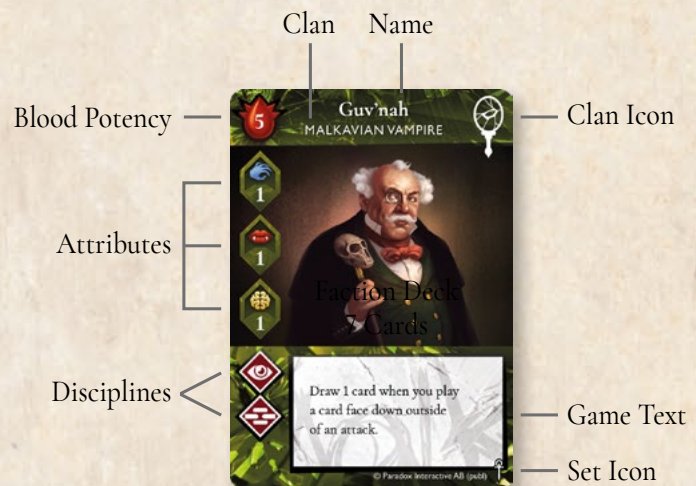 Clan Name
Blood Potency
5
Guv'nah
MALKAVIAN VAMPIRE
Clan Icon
Attributes
1
1
1
Faction Deck
7 Cards
Disciplines
Draw 1 card when you play
a card face down outside
of an attack.
Game Text
© Paradox Interactive AB (publ)
Set Icon